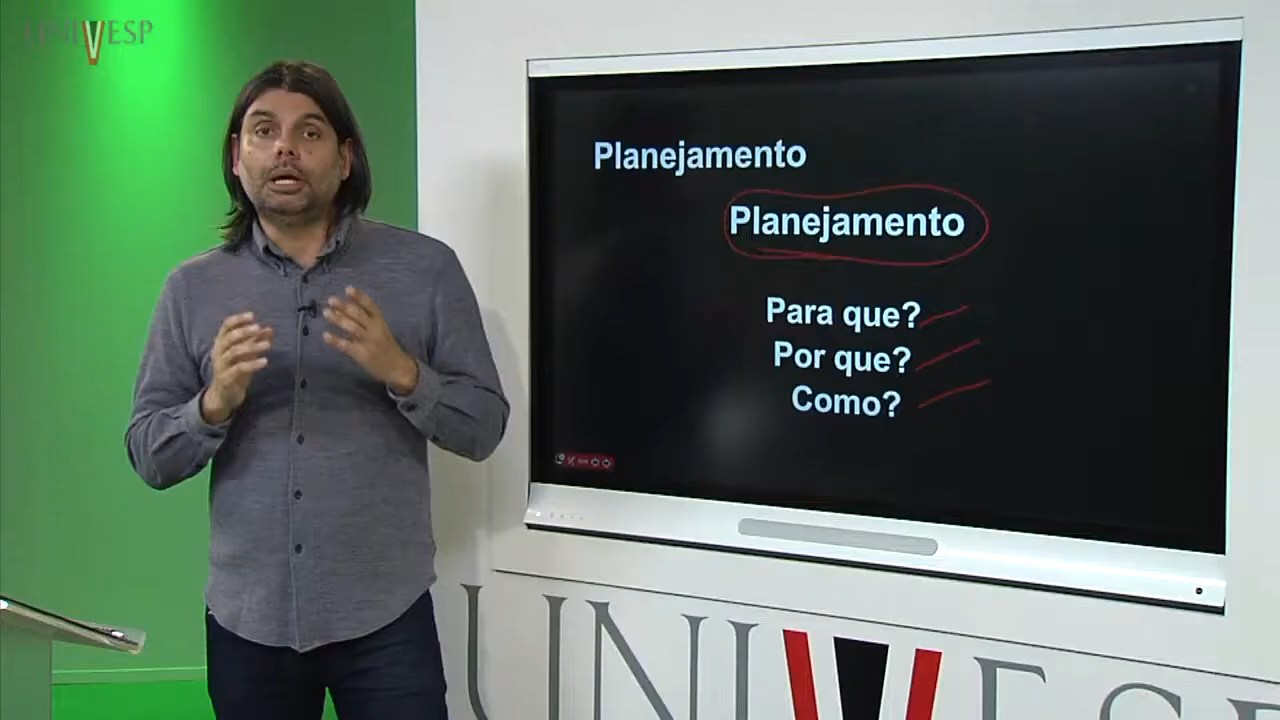 UNIVESP
Planejamento
Planejamento
Para que?
Por que?
Como?
UNIVESP